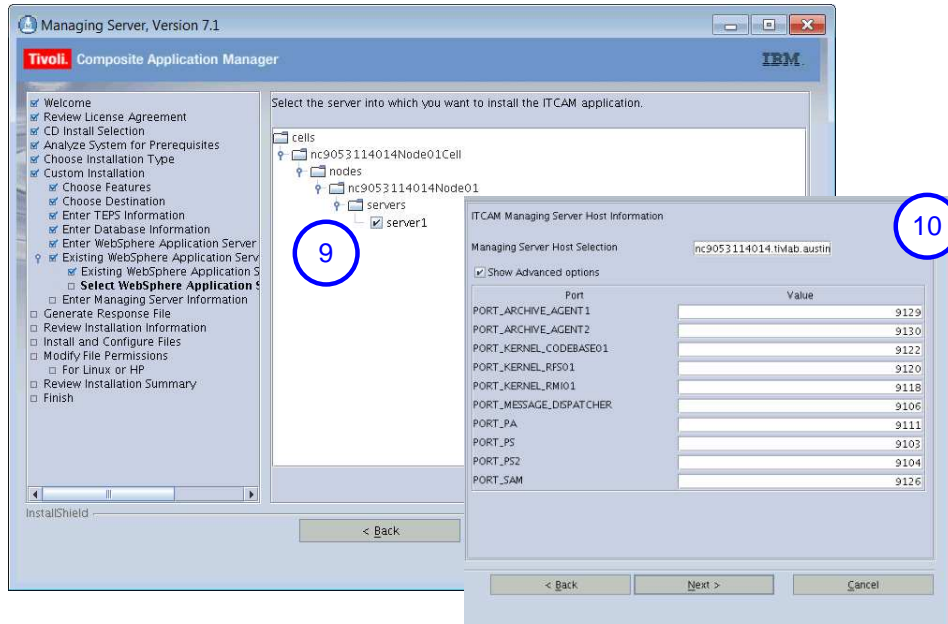 Managing Server, Version 7.1
Tivoli. Composite Application Manager
IBM.
Welcome
Review License Agreement
CD Install Selection
Analyze System for Prerequisites
Choose Installation Type
Custom Installation
Choose Features
Choose Destination
Enter TEPS Information
Enter Database Information
Enter WebSphere Application Server
Existing WebSphere Application Serv
Existing WebSphere Application S
Select WebSphere Application S
Enter Managing Server Information
Generate Response File
Review Installation Information
Install and Configure Files
Modify File Permissions
For Linux or HP
Review Installation Summary
Finish
InstallShield
Select the server into which you want to install the ITCAM application.
cells
nc9053114014Node01Cell
nodes
nc9053114014Node01
servers
server1
9
< Back
10
ITCAM Managing Server Host Information
Managing Server Host Selection nc9053114014.tivlab.austin
Show Advanced options
Port Value
PORT_ARCHIVE_AGENT1 9129
PORT_ARCHIVE_AGENT2 9130
PORT_KERNEL_CODEBASE01 9122
PORT_KERNEL_RFS01 9120
PORT_KERNEL_RMI01 9118
PORT_MESSAGE_DISPATCHER 9106
PORT_PA 9111
PORT_PS 9103
PORT_PS2 9104
PORT_SAM 9126
< Back Next > Cancel